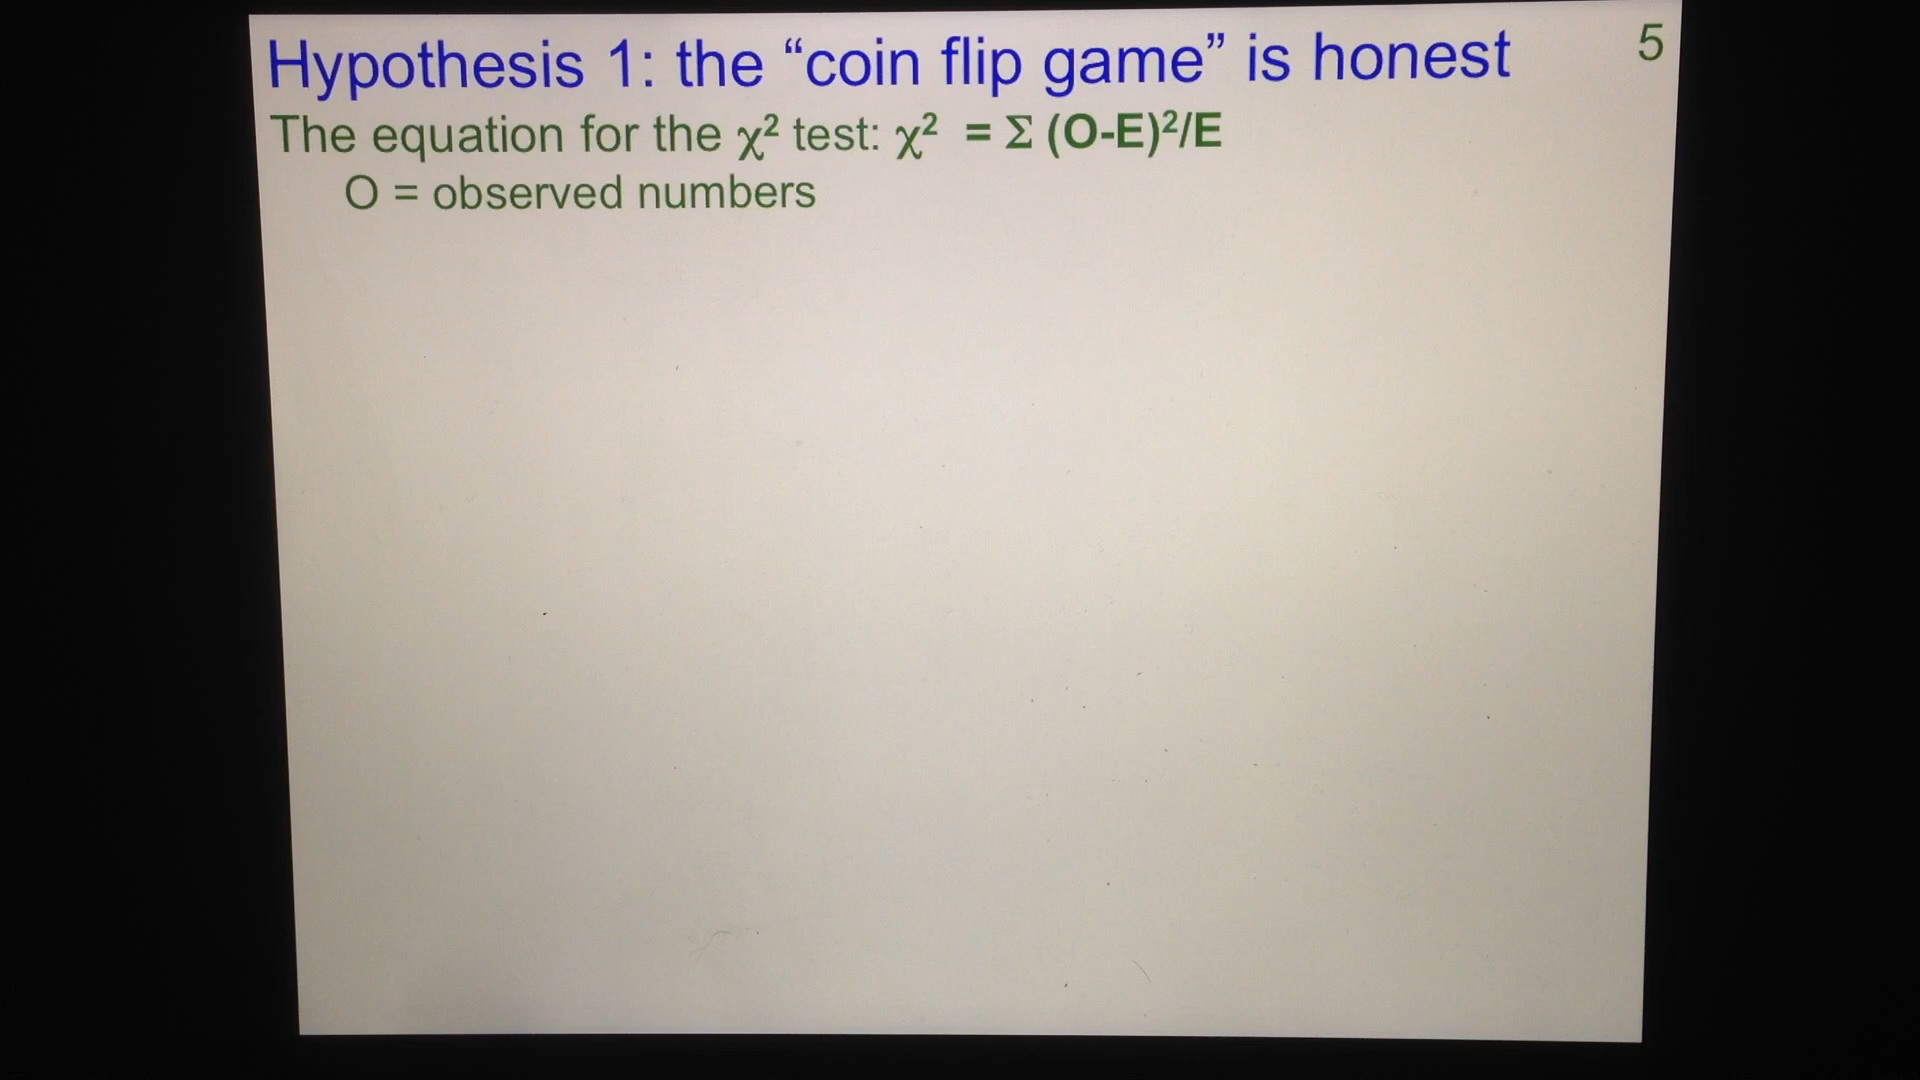 Hypothesis 1: the “coin flip game” is honest
5
The equation for the χ² test: χ² = Σ (O-E)²/E
O = observed numbers